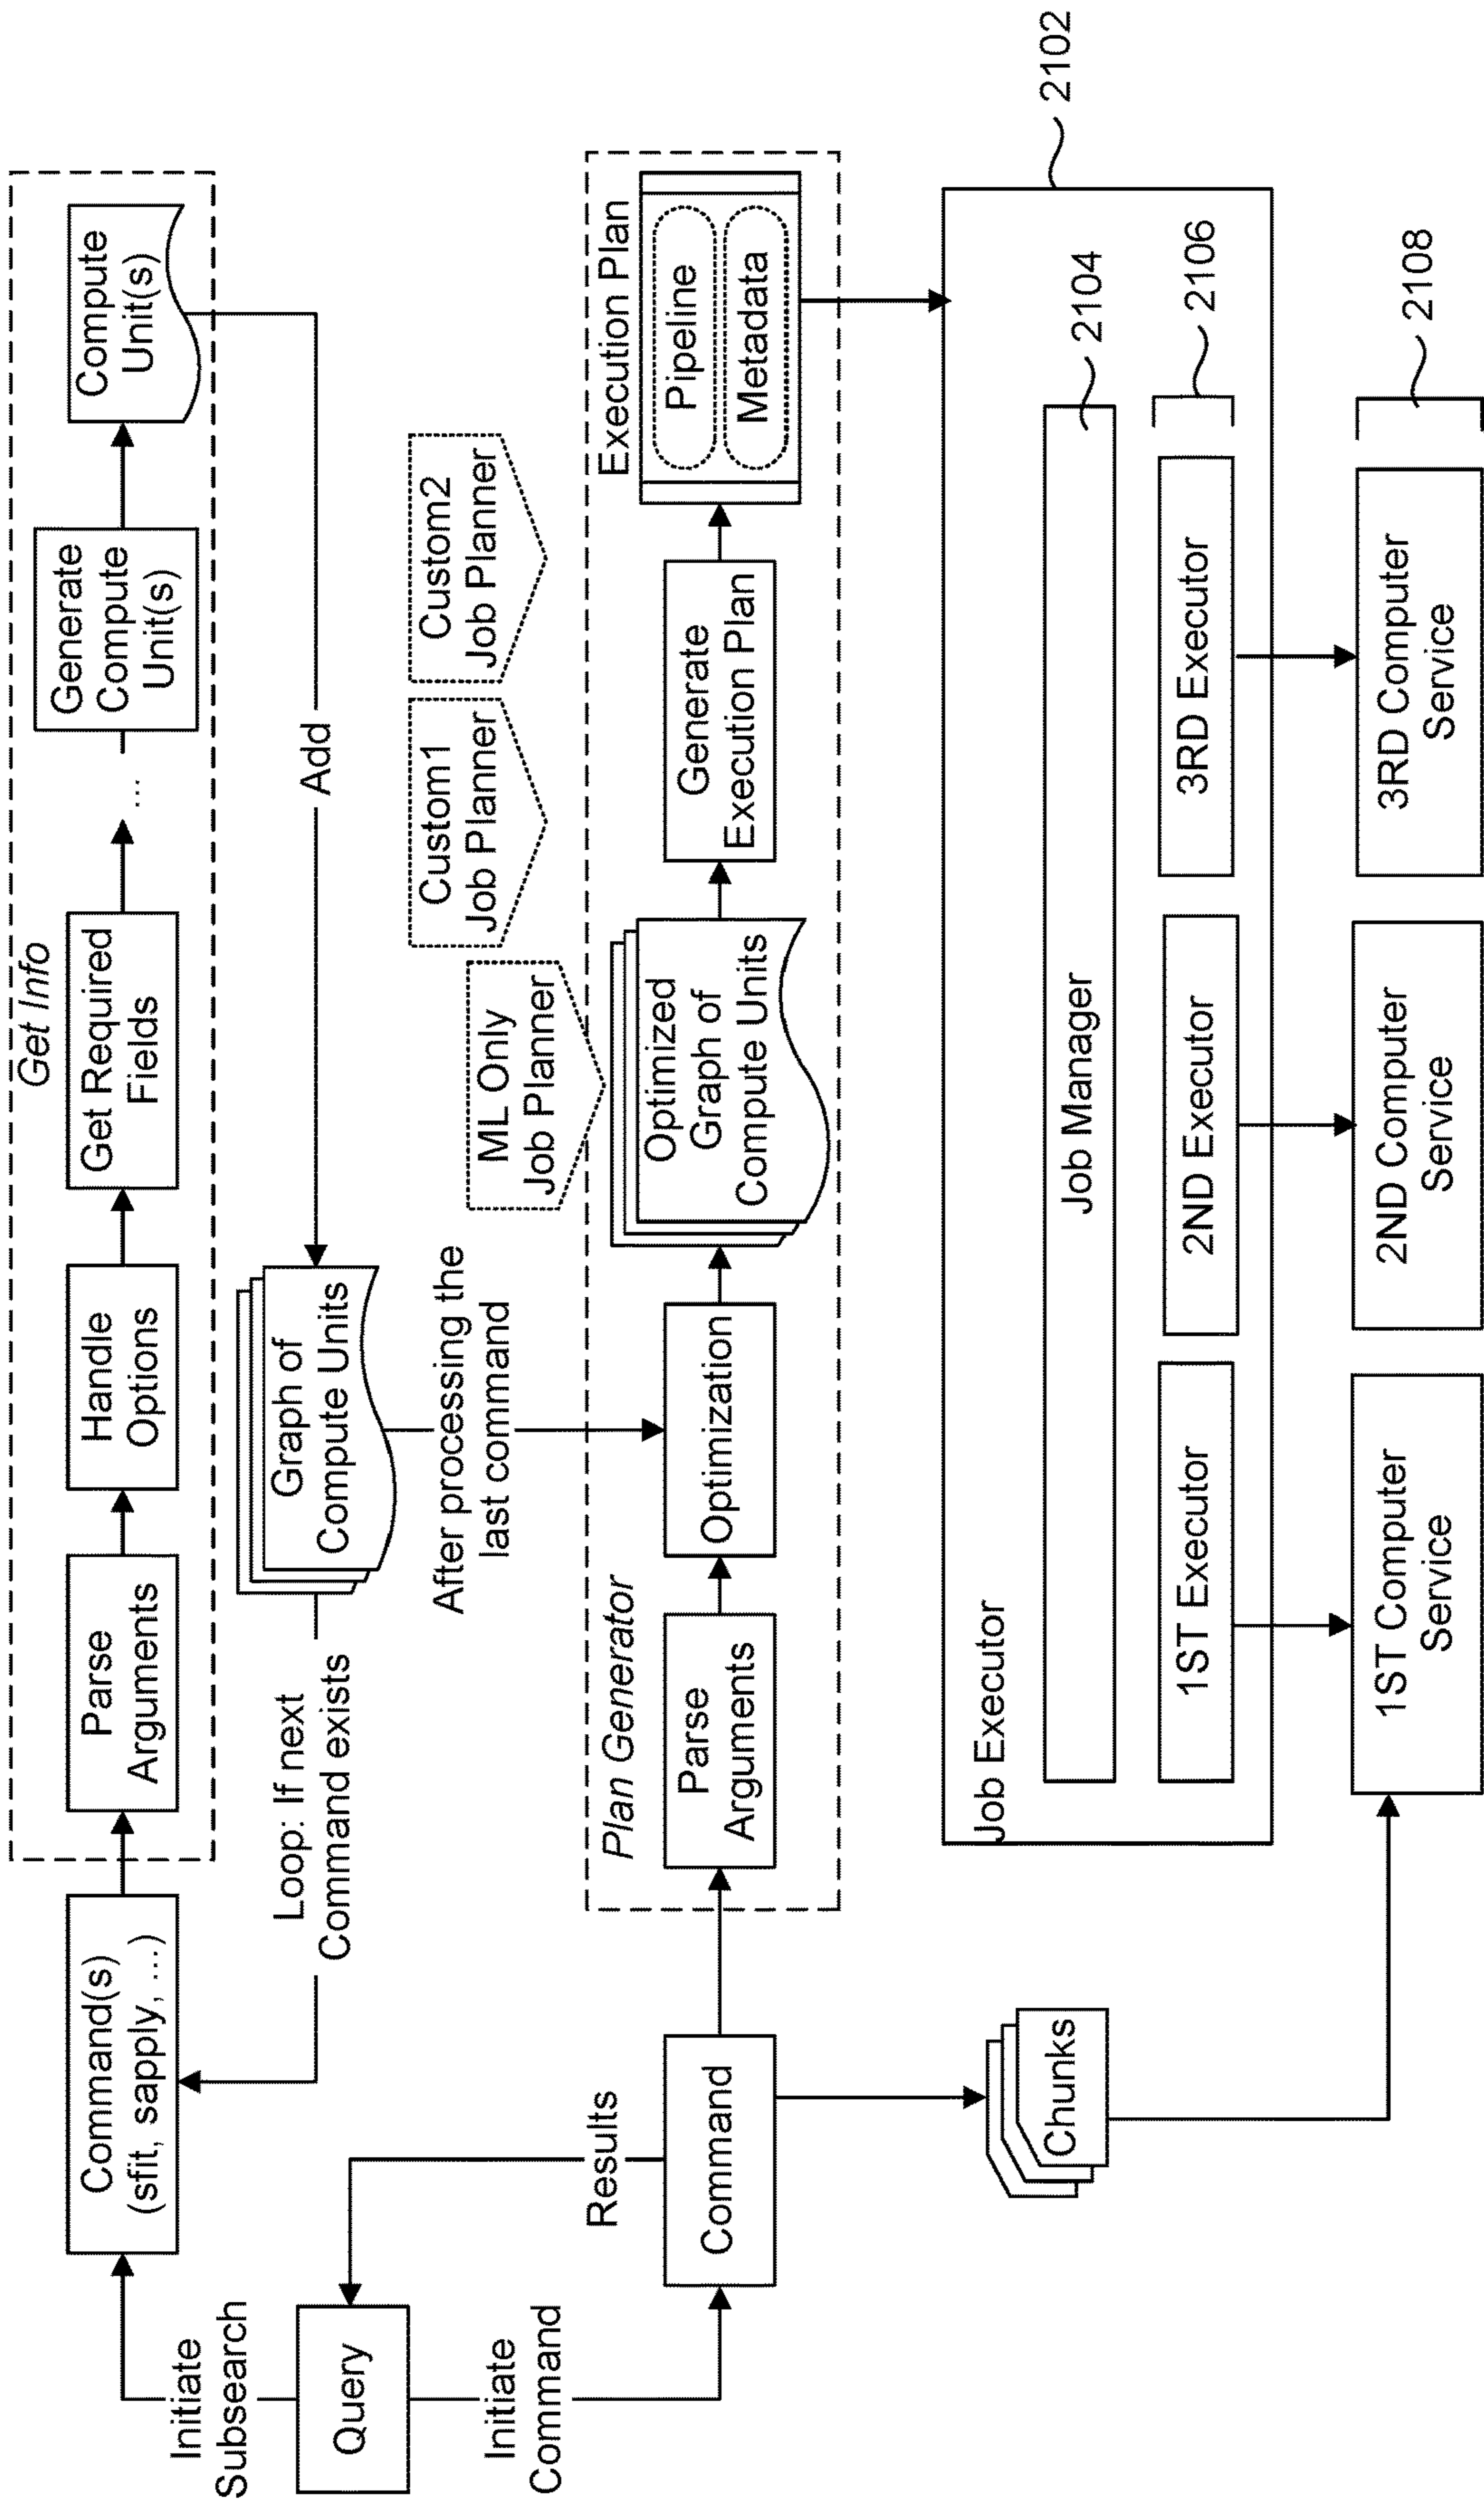 Initiate
Subsearch
Query
Initiate
Command
Command(s)
(sfit, sapply, ...)
Get Info
Parse
Arguments
Handle
Options
Get Required
Fields
...
Generate
Compute
Unit(s)
Compute
Unit(s)
Add
Graph of
Compute Units
Loop: If next
Command exists
After processing the
last command
Results
Command
Chunks
Plan Generator
Parse
Arguments
Optimization
ML Only
Job Planner
Custom1
Job Planner
Custom2
Job Planner
Optimized
Graph of
Compute Units
Generate
Execution Plan
Execution Plan
Pipeline
Metadata
Job Executor
2102
Job Manager
2104
1ST Executor
2ND Executor
3RD Executor
2106
1ST Computer
Service
2ND Computer
Service
3RD Computer
Service
2108